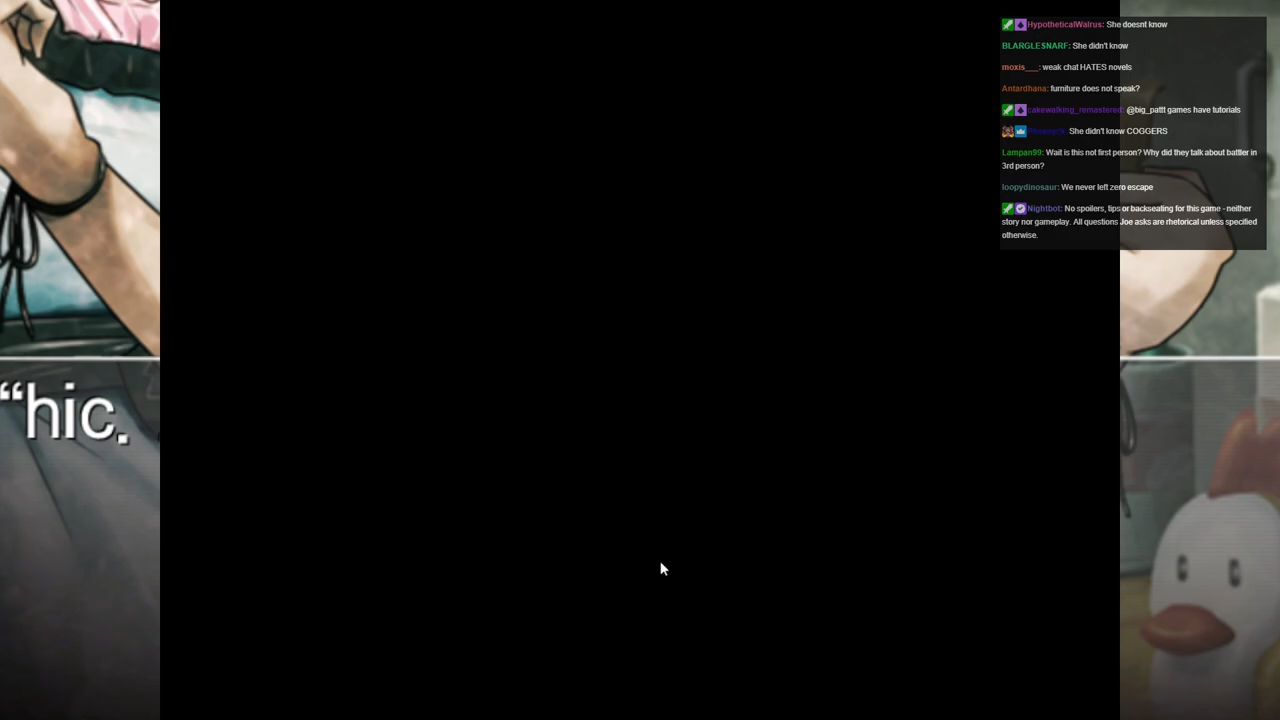 HypotheticalWalrus: She doesnt know
BLARGLESNARF: She didn't know
moxis___: weak chat HATES novels
Antardhana: furniture does not speak?
cakewalking_remastered: @big_pattt games have tutorials
She didn't know COGGERS
Lampan99: Wait is this not first person? Why did they talk about battler in
3rd person?
loopydinosaur: We never left zero escape
Nightbot: No spoilers, tips or backseating for this game - neither
story nor gameplay. All questions Joe asks are rhetorical unless specified
otherwise.
“hic.